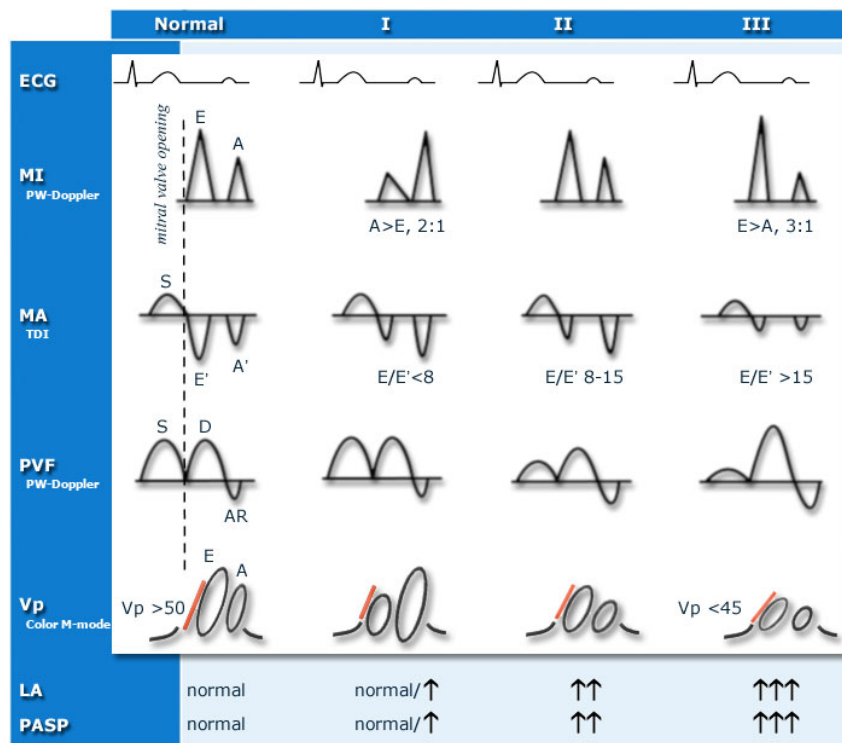 Normal I II III
ECG
mitral valve opening
E
A
MI
PW-Doppler
A>E, 2:1
E>A, 3:1
S
MA
TDI
E'
A'
E/E'<8
E/E' 8-15
E/E' >15
S D
PVF
PW-Doppler
AR
E
A
Vp
Color M-mode
Vp >50
Vp <45
LA normal normal/↑ ↑↑ ↑↑↑
PASP normal normal/↑ ↑↑ ↑↑↑